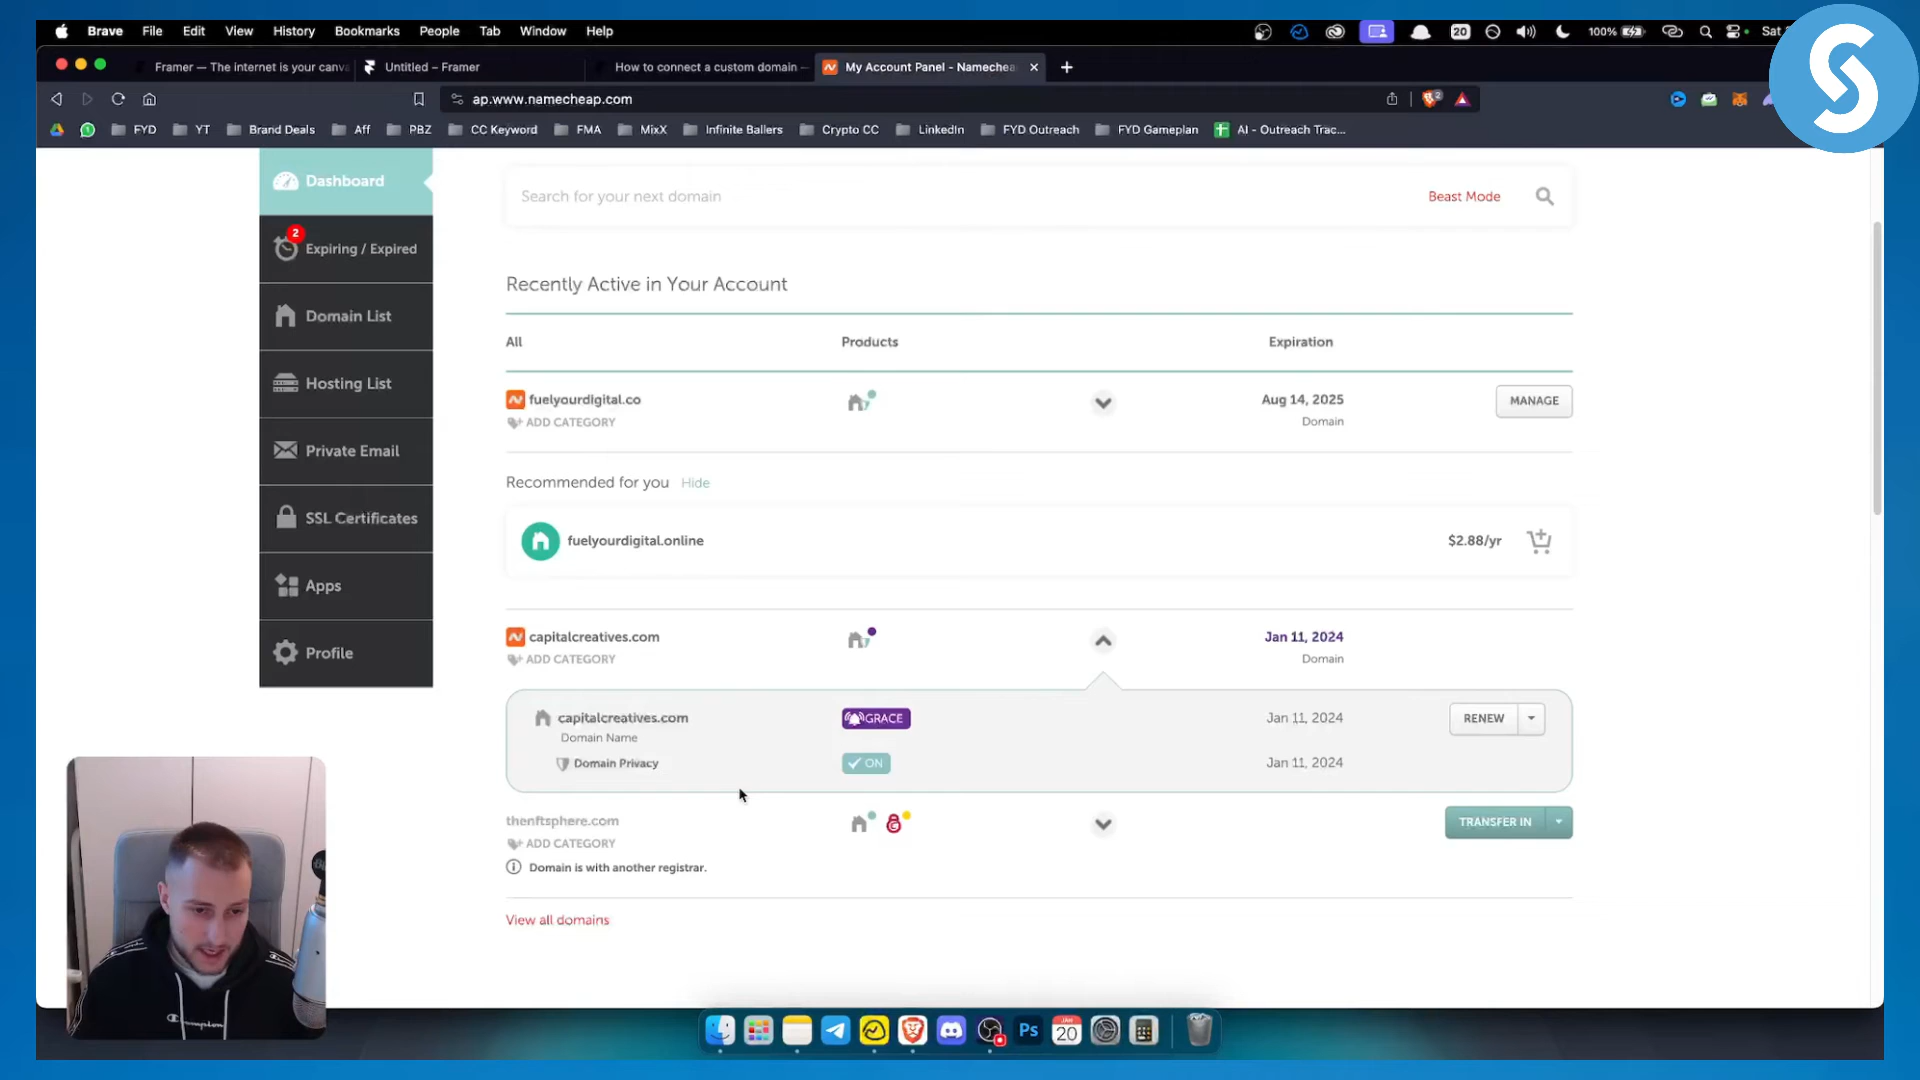 Brave File Edit View History Bookmarks People Tab Window Help 20 100% Sat
Framer — The internet is your canva Untitled – Framer How to connect a custom domain – My Account Panel - Namechea
ap.www.namecheap.com 2
FYD YT Brand Deals Aff PBZ CC Keyword FMA MixX Infinite Ballers Crypto CC LinkedIn FYD Outreach FYD Gameplan AI - Outreach Trac...
Dashboard
2
Expiring / Expired
Domain List
Hosting List
Private Email
SSL Certificates
Apps
Profile
Search for your next domain Beast Mode
Recently Active in Your Account
All Products Expiration
fuelyourdigital.co Aug 14, 2025 MANAGE
ADD CATEGORY Domain
Recommended for you Hide
fuelyourdigital.online $2.88/yr
capitalcreatives.com Jan 11, 2024
ADD CATEGORY Domain
capitalcreatives.com GRACE Jan 11, 2024 RENEW
Domain Name
Domain Privacy ON Jan 11, 2024
thenftsphere.com TRANSFER IN
ADD CATEGORY
Domain is with another registrar.
View all domains
Champion
Ps JAN 20